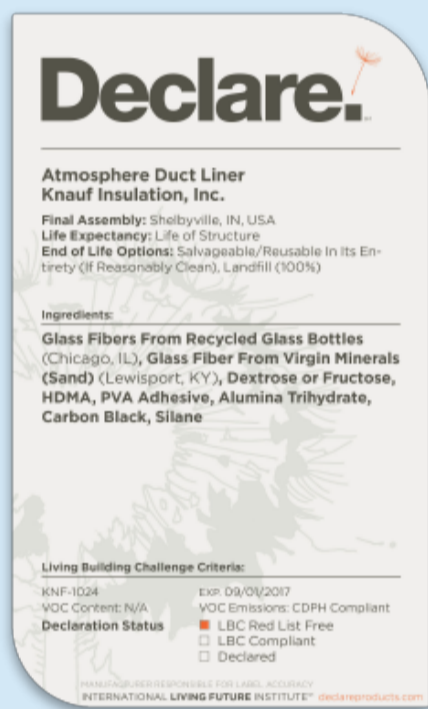 Declare.
Atmosphere Duct Liner
Knauf Insulation, Inc.
Final Assembly: Shelbyville, IN, USA
Life Expectancy: Life of Structure
End of Life Options: Salvageable/Reusable In Its En-
tirety (If Reasonably Clean), Landfill (100%)
Ingredients:
Glass Fibers From Recycled Glass Bottles
(Chicago, IL), Glass Fiber From Virgin Minerals
(Sand) (Lewisport, KY), Dextrose or Fructose,
HDMA, PVA Adhesive, Alumina Trihydrate,
Carbon Black, Silane
Living Building Challenge Criteria:
KNF-1024 EXP. 09/01/2017
VOC Content: N/A VOC Emissions: CDPH Compliant
Declaration Status LBC Red List Free
LBC Compliant
Declared
MANUFACTURER RESPONSIBLE FOR LABEL ACCURACY
INTERNATIONAL LIVING FUTURE INSTITUTE declareproducts.com